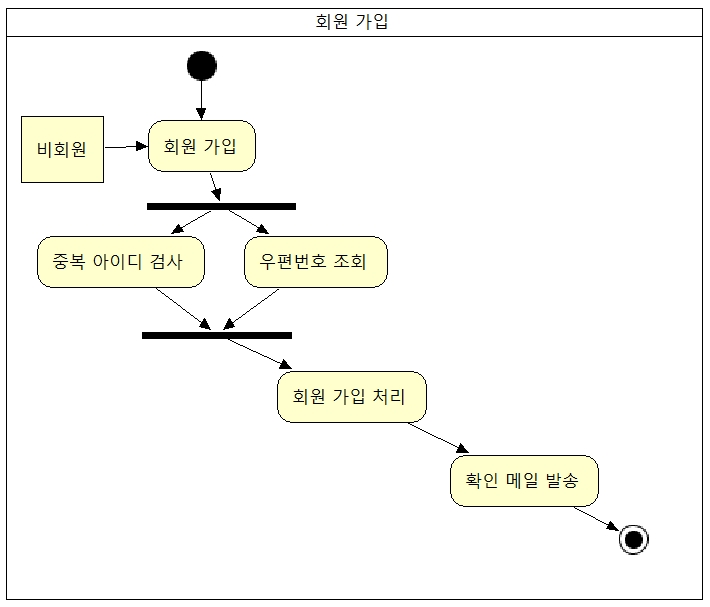 회원 가입
비회원
회원 가입
중복 아이디 검사
우편번호 조회
회원 가입 처리
확인 메일 발송